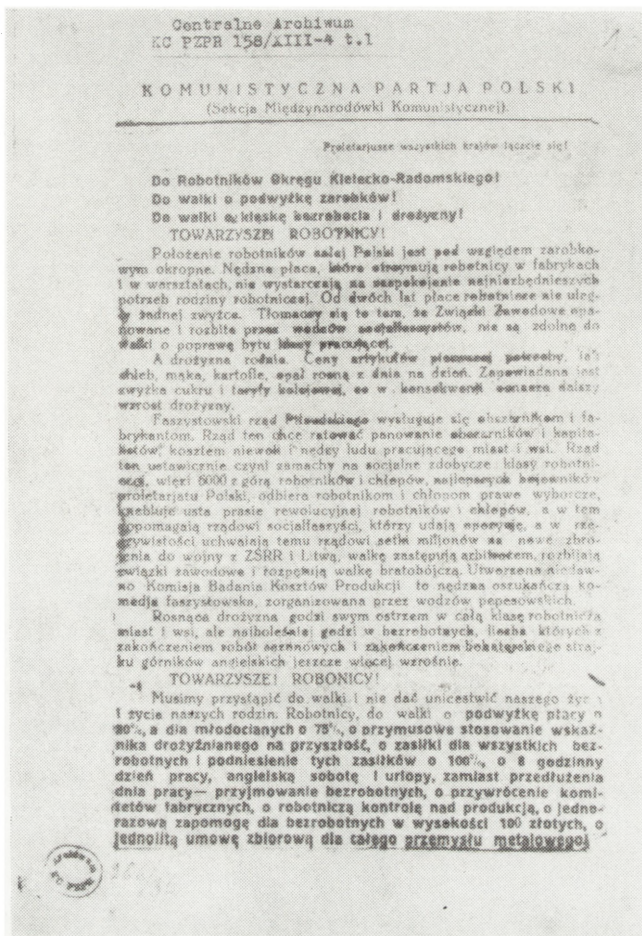 Centralne Archiwum
KC PZPR 158/XIII-4 t.1
KOMUNISTYCZNA PARTJA POLSKI
(Sekcja Międzynarodówki Komunistycznej).
Proletarjusze wszystkich krajów łączcie się!
Do Robotników Okręgu Kielecko-Radomskiego!
Do walki o podwyżkę zarobków!
Do walki z klęską bezrobocia i drożyzny!
TOWARZYSZE! ROBOTNICY!
Położenie robotników całej Polski jest pod względem zarobko-
wym okropne. Nędzna płaca, którą otrzymują robotnicy w fabrykach
i w warsztatach, nie wystarcza na zaspokojenie najniezbędniejszych
potrzeb rodziny robotniczej. Od dwóch lat płace robotnicze nie uleg-
ły żadnej zwyżce. Tłomaczy się to tem, że Związki Zawodowe opa-
nowane i rozbite przez wodzów socjalfaszystów, nie są zdolne do
walki o poprawę bytu klasy pracującej.
A drożyzna rośnie. Ceny artykułów pierwszej potrzeby, jak
chleb, mąka, kartofle, opał rosną z dnia na dzień. Zapowiadana jest
zwyżka cukru i taryfy kolejowej, co w konsekwencji oznacza dalszy
wzrost drożyzny.
Faszystowski rząd Piłsudskiego wysługuje się obszarnikom i fa-
brykantom. Rząd ten chce ratować panowanie obszarników i kapita-
listów, kosztem niewoli i nędzy ludu pracującego miast i wsi. Rząd
ten ustawicznie czyni zamachy na socjalne zdobycze klasy robotni-
czej, więzi 6000 z górą robotników i chłopów, najlepszych bojowników
proletarjatu Polski, odbiera robotnikom i chłopom prawo wyborcze,
knebluje usta prasie rewolucyjnej robotników i chłopów, a w tem
dopomagają rządowi socjalfaszyści, którzy udają opozycję, a w rze-
czywistości uchwalają temu rządowi setki milionów na nowe zbro-
jenia do wojny z ZSRR i Litwą, walkę zastępują arbitrażem, rozbijają
związki zawodowe i rozpętują walkę bratobójczą. Utworzona niedaw-
no Komisja Badania Kosztów Produkcji to nędzna oszukańcza ko-
medja faszystowska, zorganizowana przez wodzów pepesowskich.
Rosnąca drożyzna godzi swym ostrzem w całą klasę robotniczą
miast i wsi, ale najboleśniej godzi w bezrobotnych, liczba których z
zakończeniem robót sezonowych i zakończeniem bohaterskiego straj-
ku górników angielskich jeszcze więcej wzrośnie.
TOWARZYSZE! ROBONICY!
Musimy przystąpić do walki i nie dać unicestwić naszego życia
i życia naszych rodzin. Robotnicy, do walki o podwyżkę płacy o
%, a dla młodocianych o 75%, o przymusowe stosowanie wskaź-
nika drożyźnianego na przyszłość, o zasiłki dla wszystkich bez-
robotnych i podniesienie tych zasiłków o 100%, o 8 godzinny
dzień pracy, angielską sobotę i urlopy, zamiast przedłużenia
dnia pracy— przyjmowanie bezrobotnych, o przywrócenie komi-
tetów fabrycznych, o robotniczą kontrolę nad produkcją, o jedno-
razową zapomogę dla bezrobotnych w wysokości 100 złotych, o
jednolitą umowę zbiorową dla całego przemysłu metalowego!
Archiwum
KC PZPR